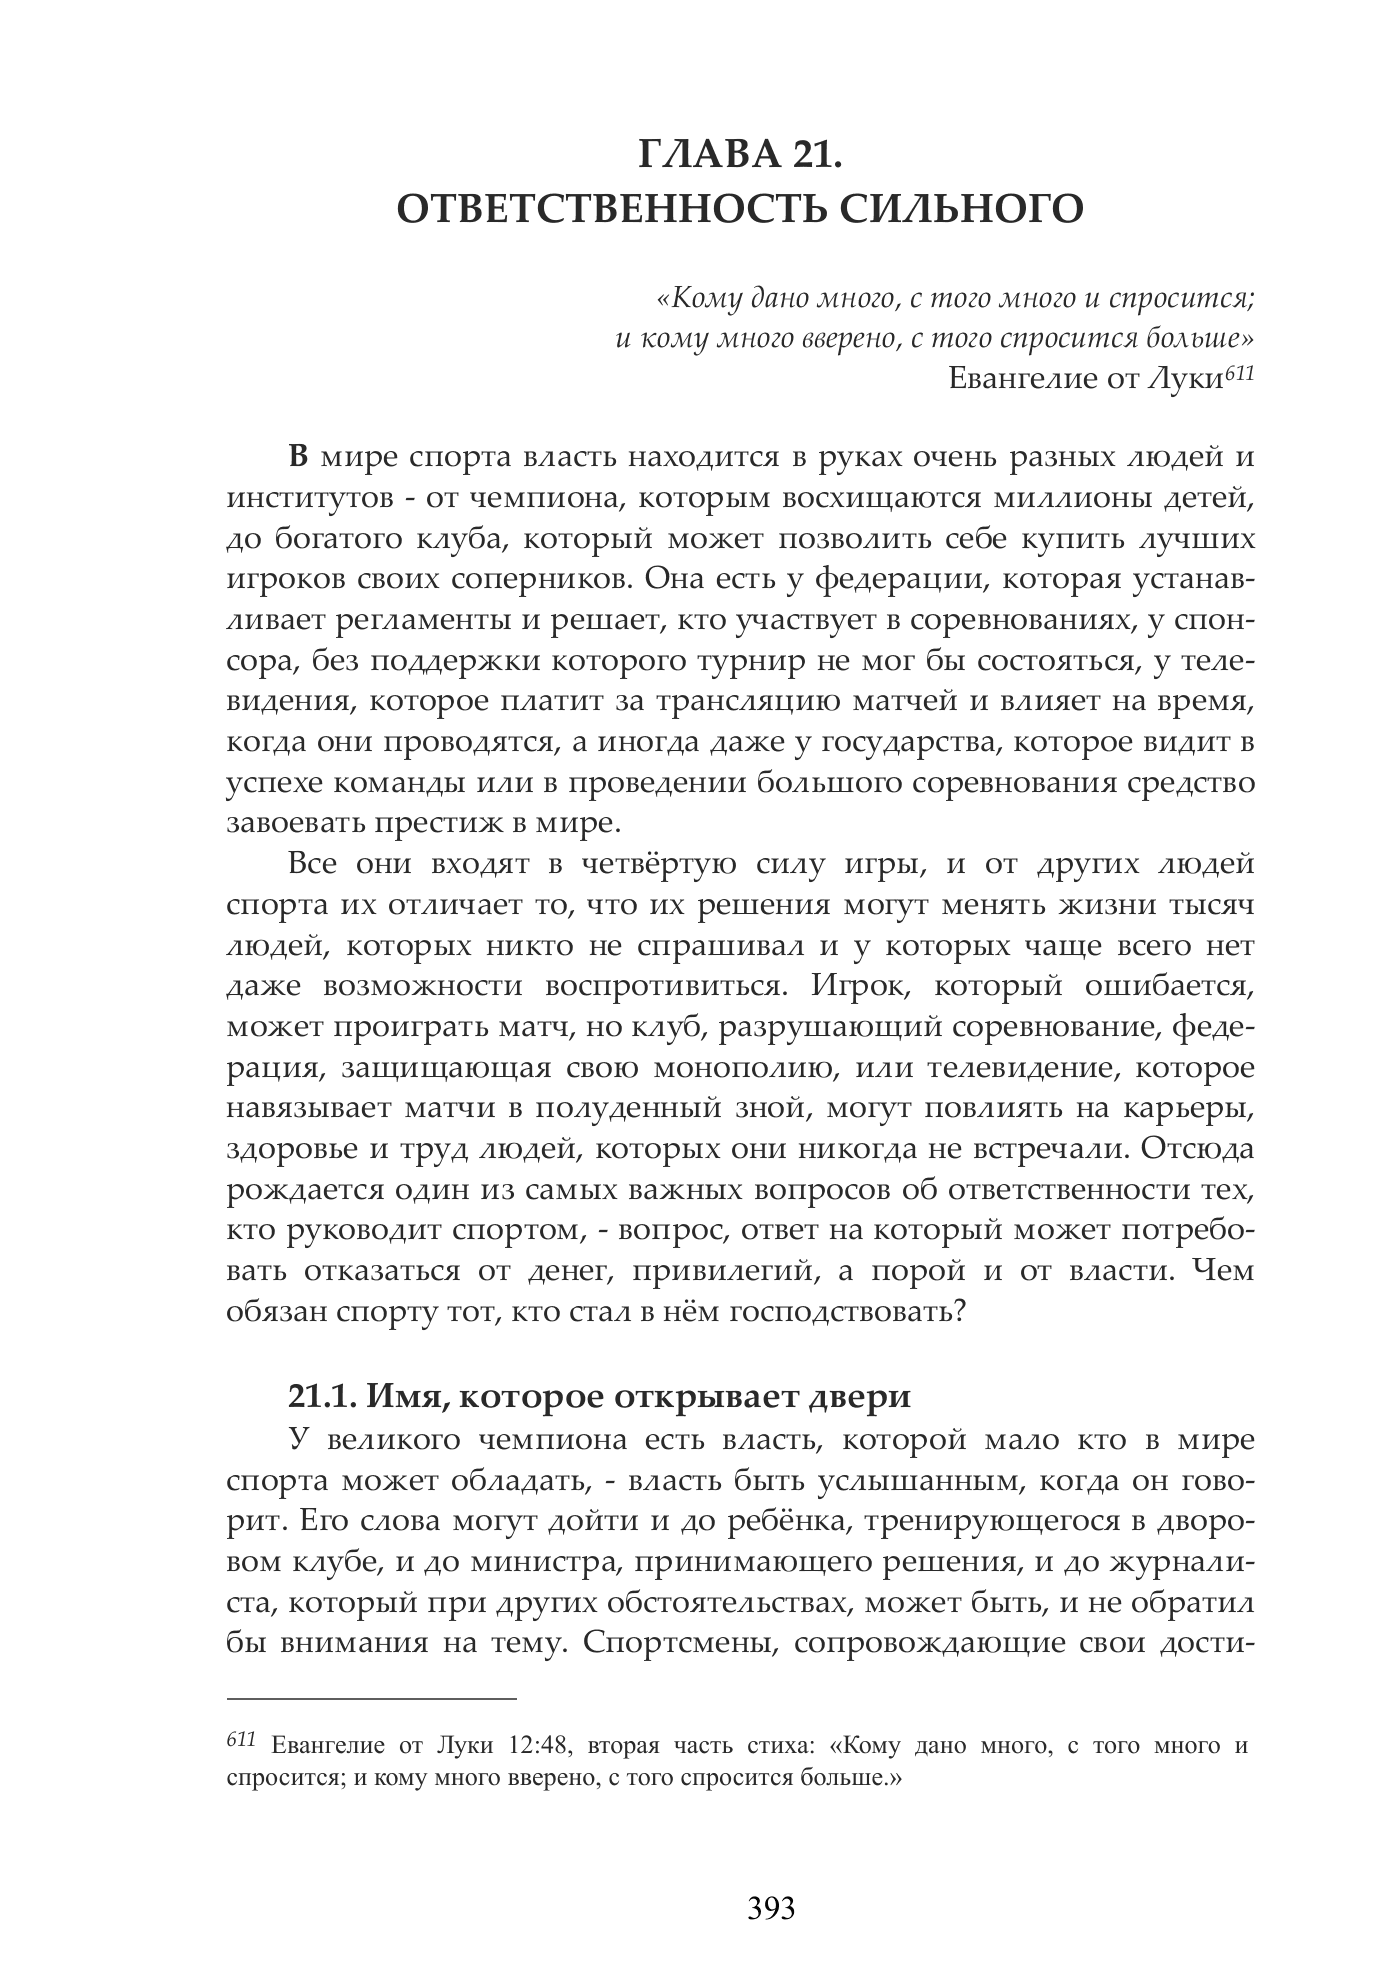 ГЛАВА 21.
ОТВЕТСТВЕННОСТЬ СИЛЬНОГО
«Кому дано много, с того много и спросится;
и кому много вверено, с того спросится больше»
Евангелие от Луки611
В мире спорта власть находится в руках очень разных людей и
институтов - от чемпиона, которым восхищаются миллионы детей,
до богатого клуба, который может позволить себе купить лучших
игроков своих соперников. Она есть у федерации, которая устанав-
ливает регламенты и решает, кто участвует в соревнованиях, у спон-
сора, без поддержки которого турнир не мог бы состояться, у теле-
видения, которое платит за трансляцию матчей и влияет на время,
когда они проводятся, а иногда даже у государства, которое видит в
успехе команды или в проведении большого соревнования средство
завоевать престиж в мире.
Все они входят в четвёртую силу игры, и от других людей
спорта их отличает то, что их решения могут менять жизни тысяч
людей, которых никто не спрашивал и у которых чаще всего нет
даже возможности воспротивиться. Игрок, который ошибается,
может проиграть матч, но клуб, разрушающий соревнование, феде-
рация, защищающая свою монополию, или телевидение, которое
навязывает матчи в полуденный зной, могут повлиять на карьеры,
здоровье и труд людей, которых они никогда не встречали. Отсюда
рождается один из самых важных вопросов об ответственности тех,
кто руководит спортом, - вопрос, ответ на который может потребо-
вать отказаться от денег, привилегий, а порой и от власти. Чем
обязан спорту тот, кто стал в нём господствовать?
21.1. Имя, которое открывает двери
У великого чемпиона есть власть, которой мало кто в мире
спорта может обладать, - власть быть услышанным, когда он гово-
рит. Его слова могут дойти и до ребёнка, тренирующегося в дворо-
вом клубе, и до министра, принимающего решения, и до журнали-
ста, который при других обстоятельствах, может быть, и не обратил
бы внимания на тему. Спортсмены, сопровождающие свои дости-
611 Евангелие от Луки 12:48, вторая часть стиха: «Кому дано много, с того много и
спросится; и кому много вверено, с того спросится больше.»
393